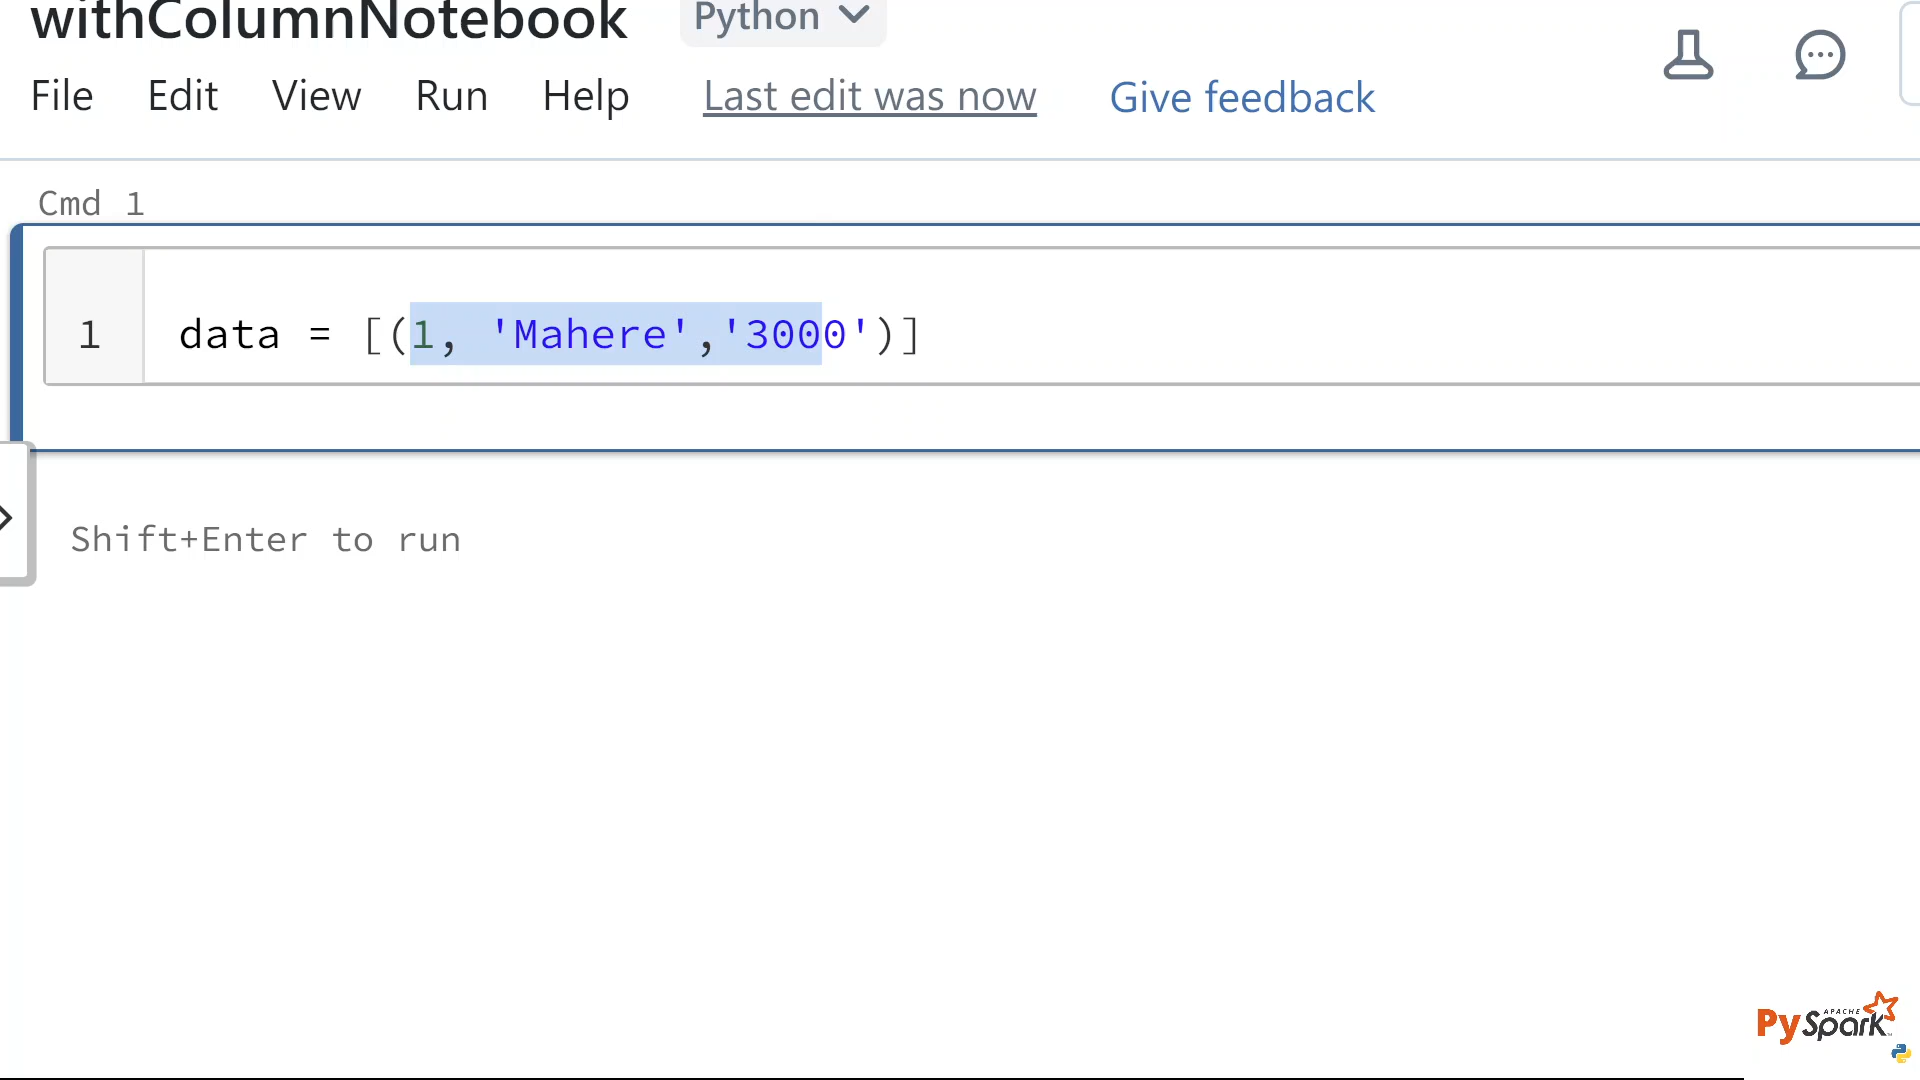 withColumnNotebook Python
File Edit View Run Help Last edit was now Give feedback
Cmd 1
1 data = [(1, 'Mahere','3000')]
Shift+Enter to run
APACHE
PySpark